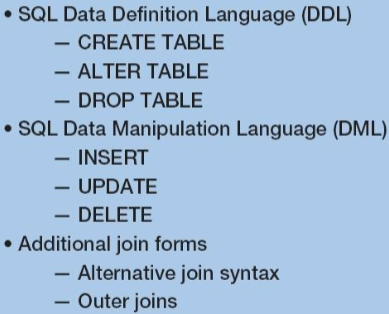 • SQL Data Definition Language (DDL)
— CREATE TABLE
— ALTER TABLE
— DROP TABLE
• SQL Data Manipulation Language (DML)
— INSERT
— UPDATE
— DELETE
• Additional join forms
— Alternative join syntax
— Outer joins